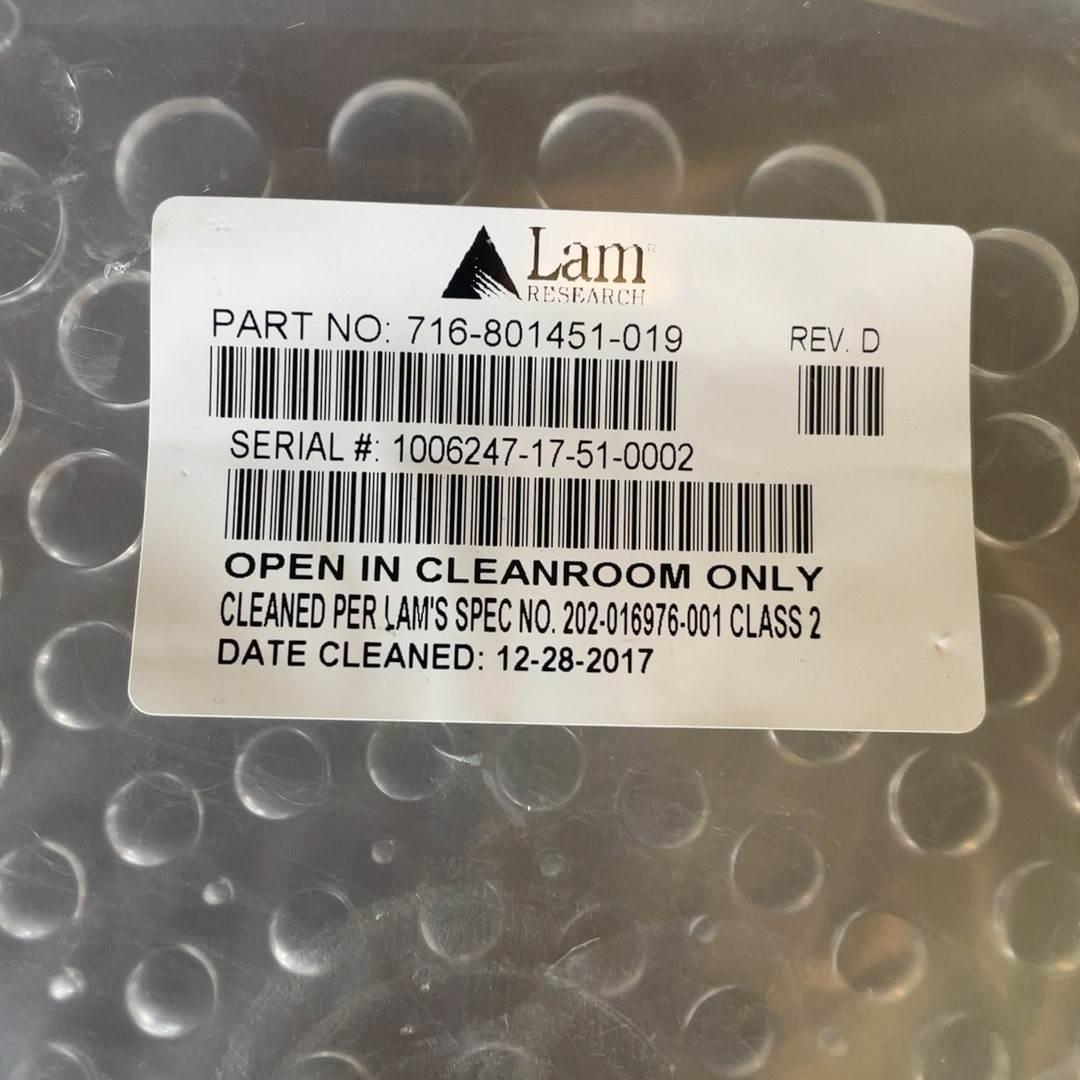 Lam
RESEARCH
PART NO: 716-801451-019 REV. D
SERIAL #: 1006247-17-51-0002
OPEN IN CLEANROOM ONLY
CLEANED PER LAM'S SPEC NO. 202-016976-001 CLASS 2
DATE CLEANED: 12-28-2017